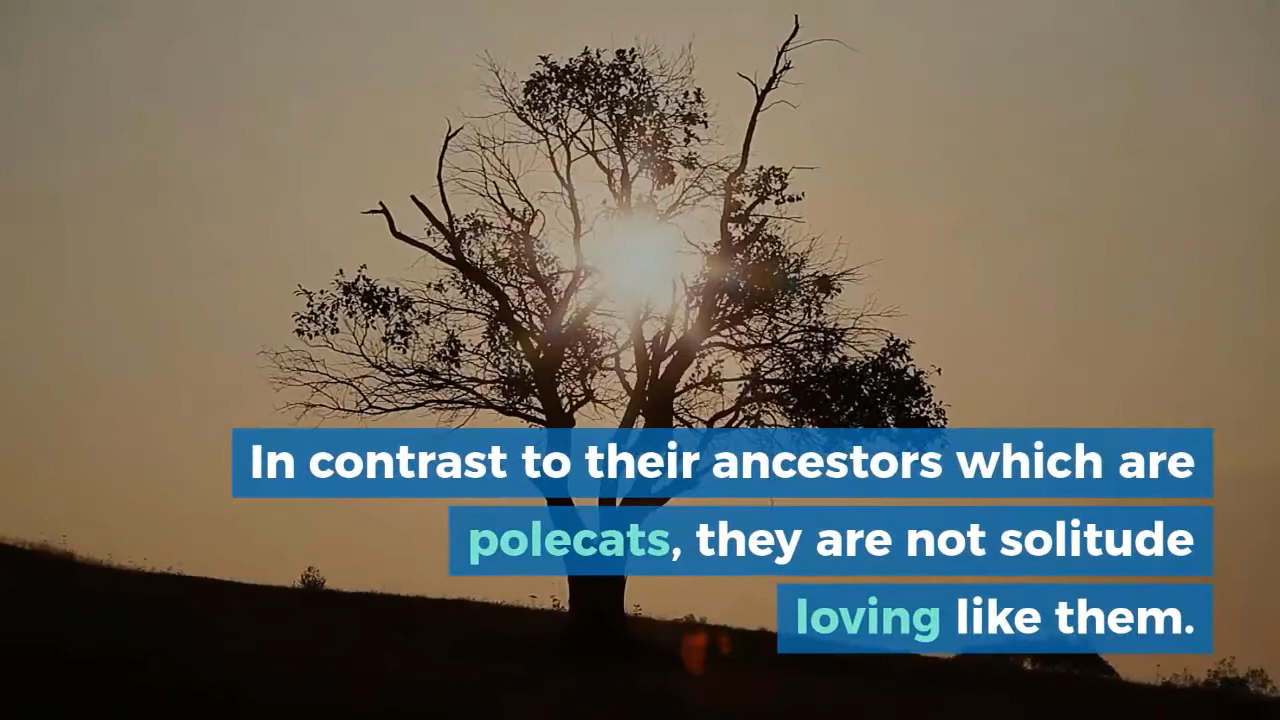 In contrast to their ancestors which are
polecats, they are not solitude
loving like them.